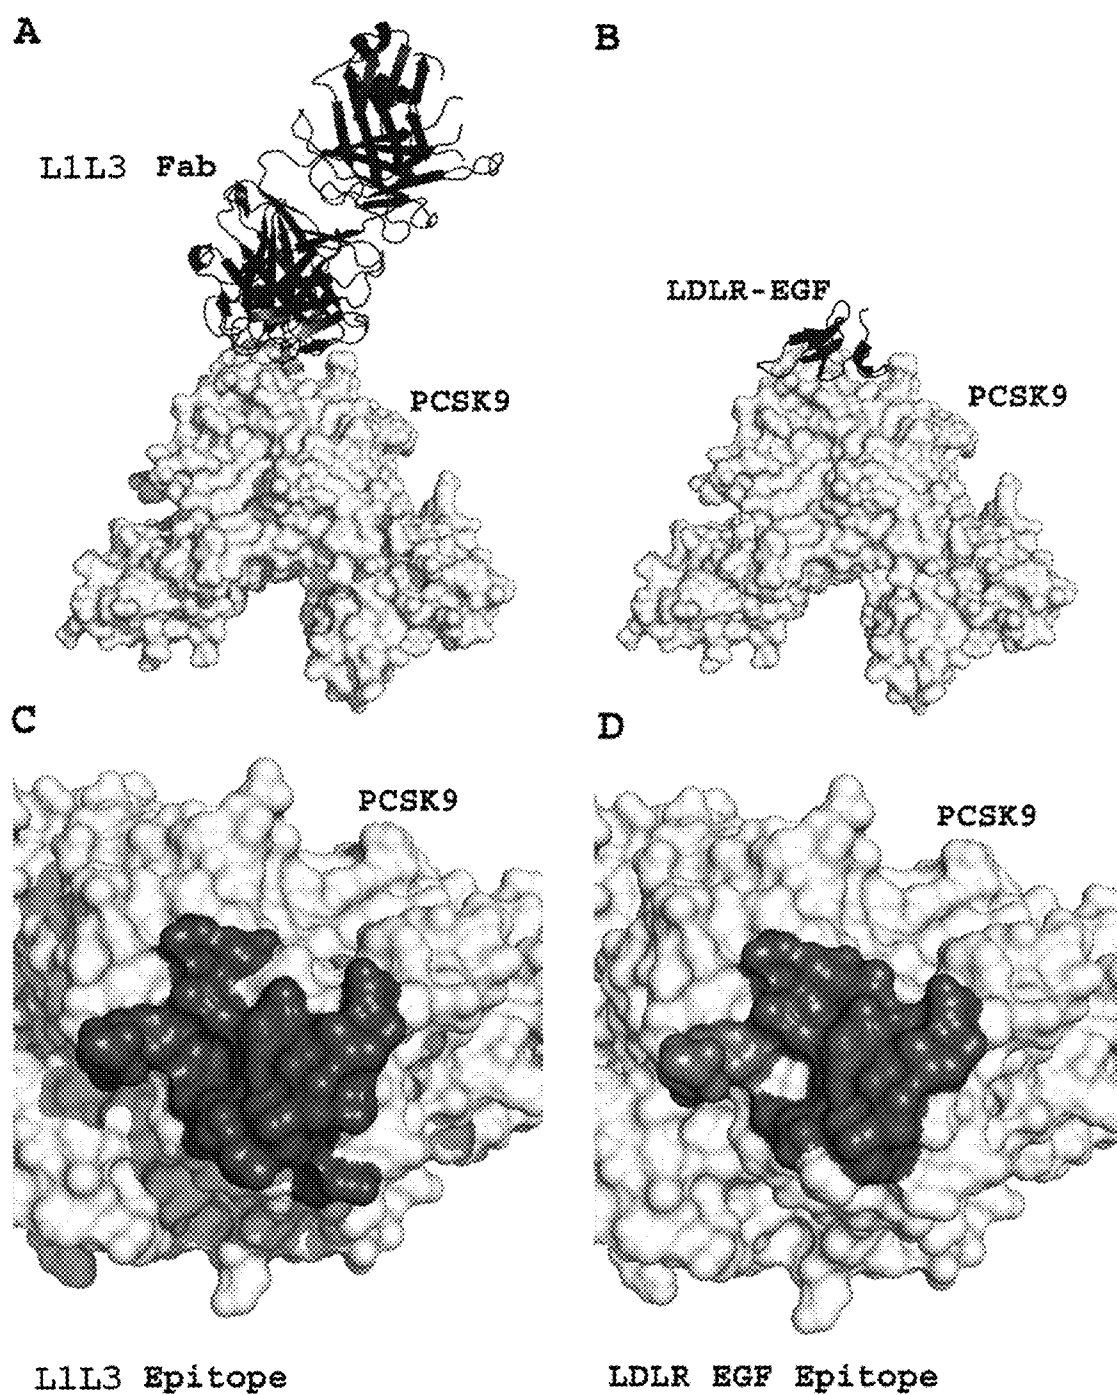 A
B
L1L3 Fab
LDLR-EGF
PCSK9
PCSK9
C
D
PCSK9
PCSK9
L1L3 Epitope
LDLR EGF Epitope